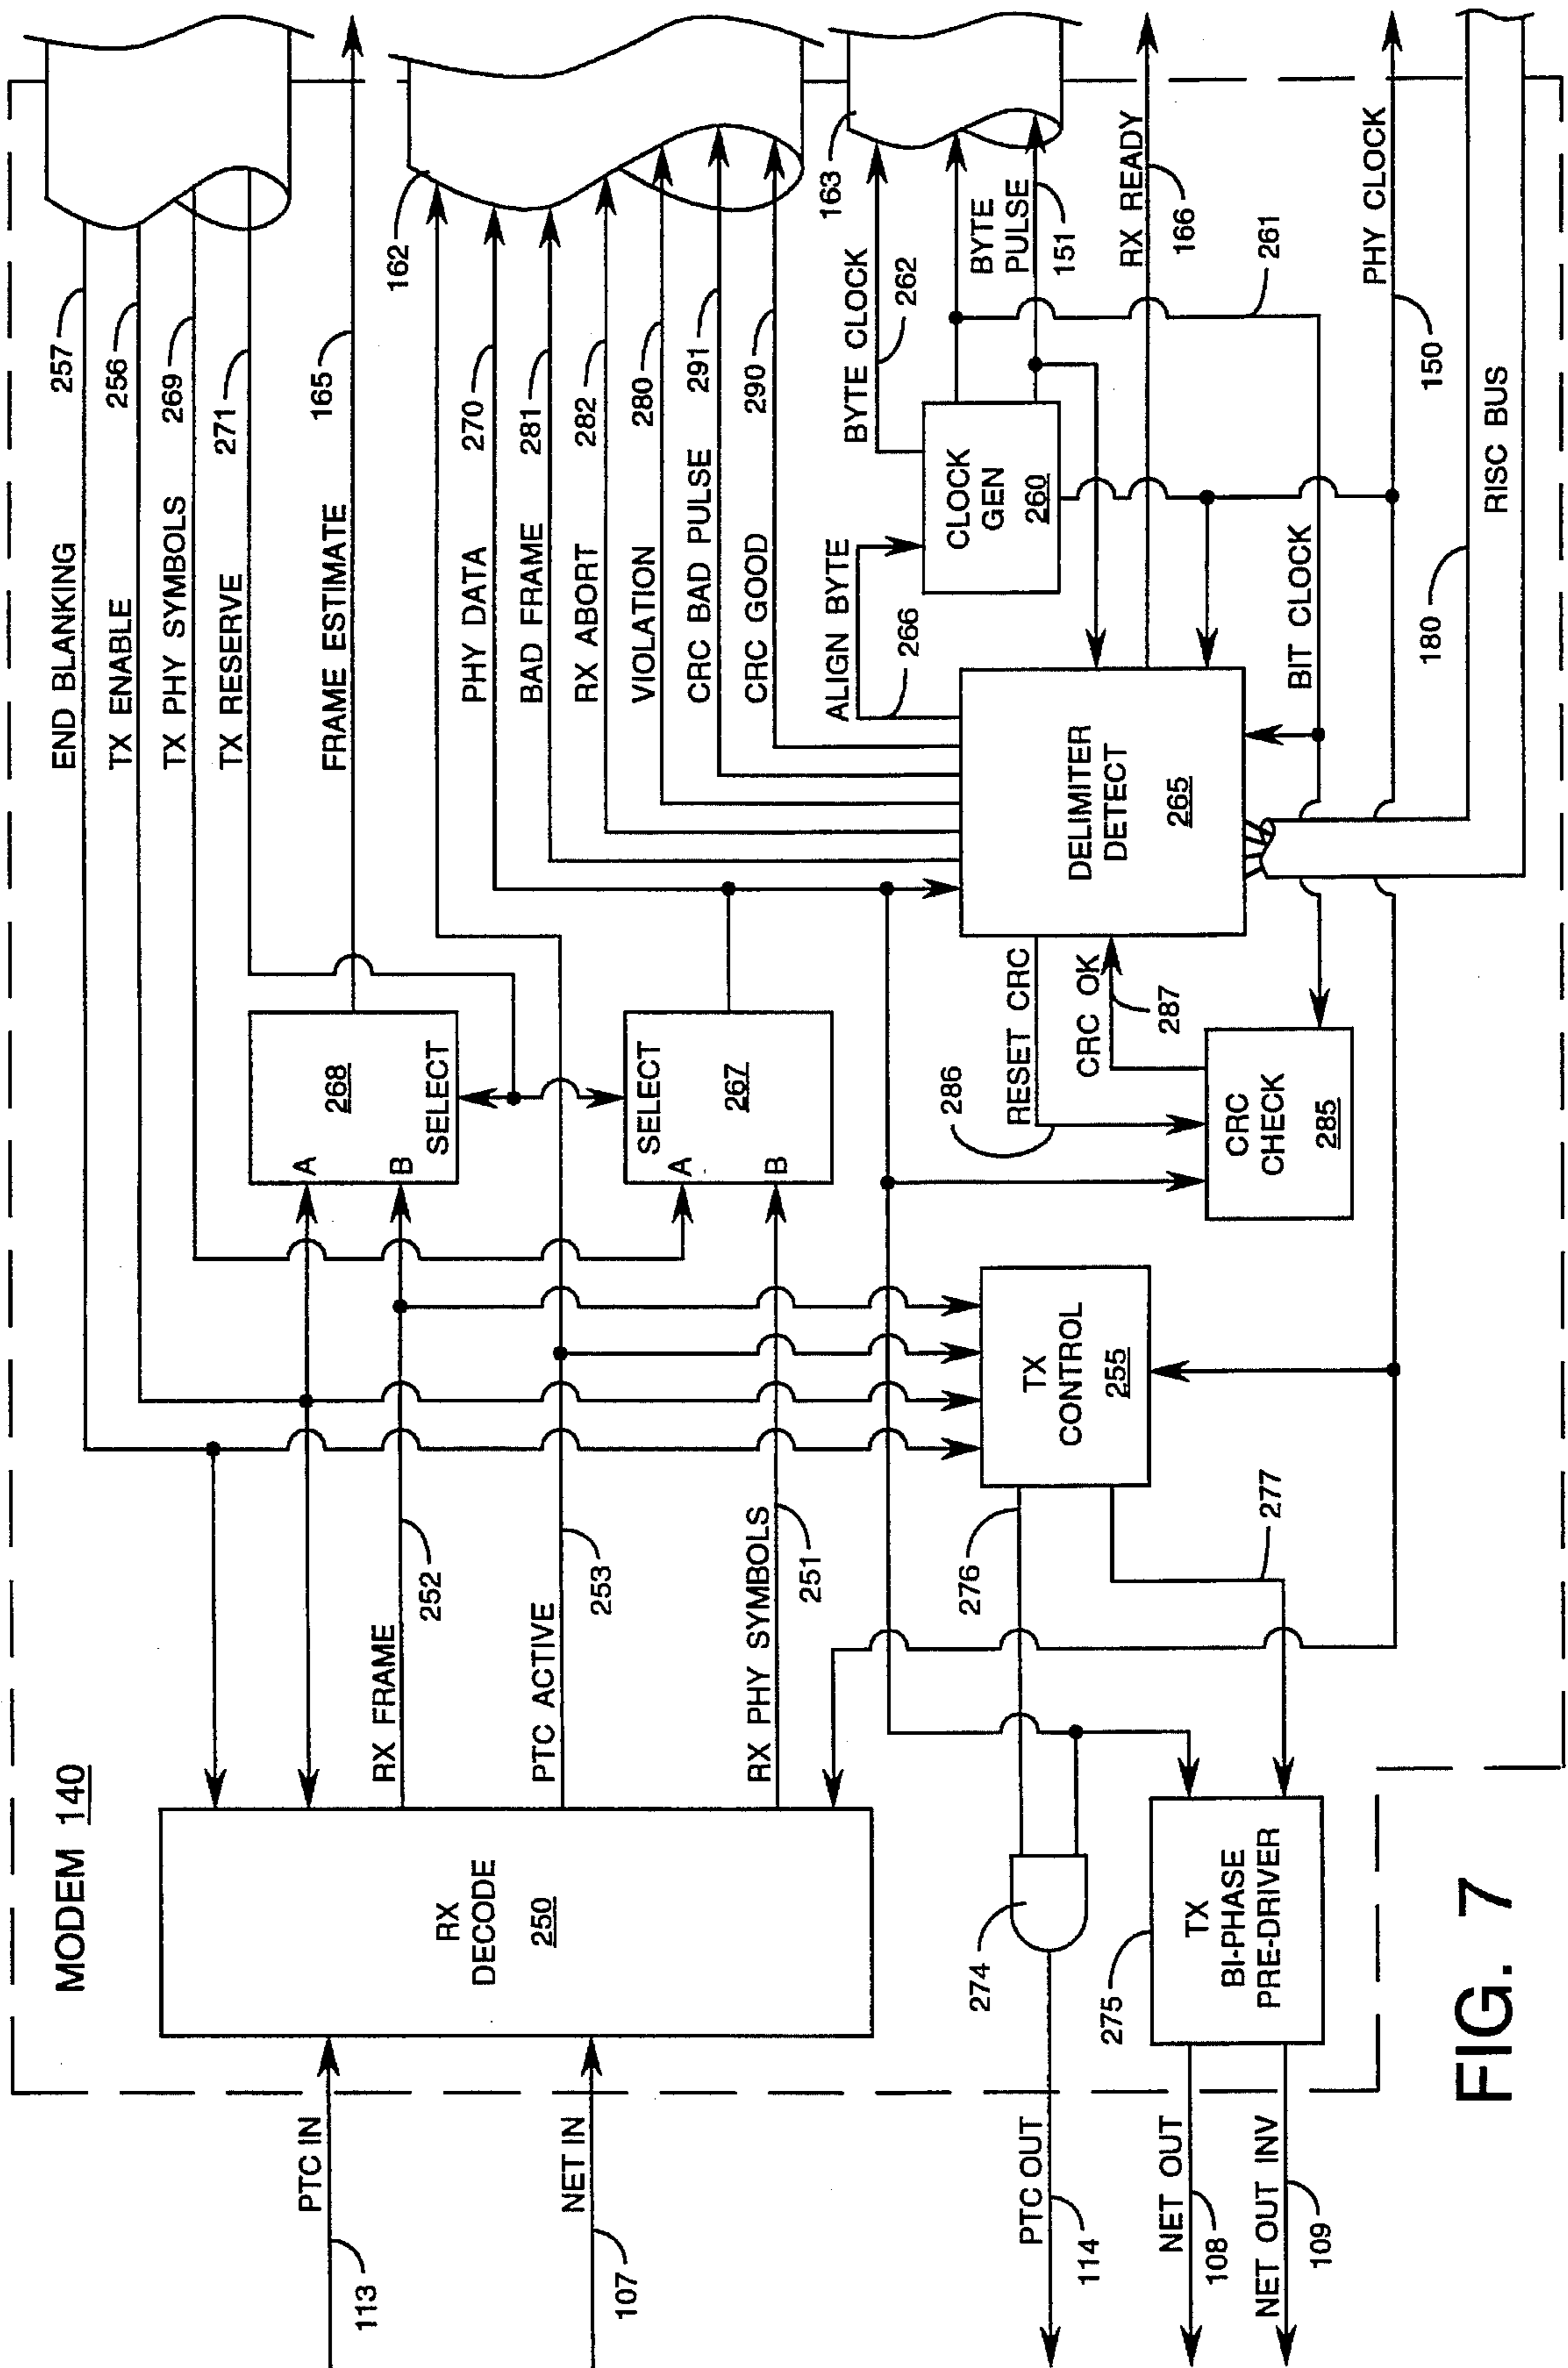 MODEM 140
PTC IN
113
NET IN
107
RX
DECODE
250
RX FRAME
252
PTC ACTIVE
253
RX PHY SYMBOLS
251
END BLANKING
257
TX ENABLE
256
TX PHY SYMBOLS
269
TX RESERVE
271
FRAME ESTIMATE
165
A
B
268
SELECT
SELECT
A
B
267
162
PHY DATA
270
BAD FRAME
281
RX ABORT
282
VIOLATION
280
CRC BAD PULSE
291
CRC GOOD
290
BYTE CLOCK
262
163
BYTE
PULSE
151
ALIGN BYTE
266
CLOCK
GEN
260
RX READY
166
261
DELIMITER
DETECT
265
BIT CLOCK
PHY CLOCK
150
RISC BUS
180
286
RESET CRC
CRC OK
287
CRC
CHECK
285
TX
CONTROL
255
276
277
274
PTC OUT
114
275
TX
BI-PHASE
PRE-DRIVER
NET OUT
108
NET OUT INV
109
FIG. 7